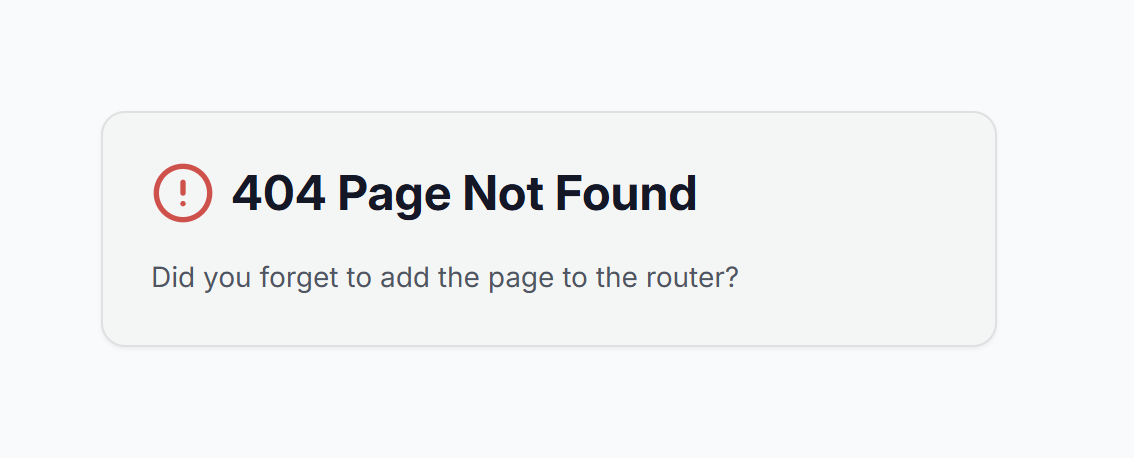 404 Page Not Found
Did you forget to add the page to the router?